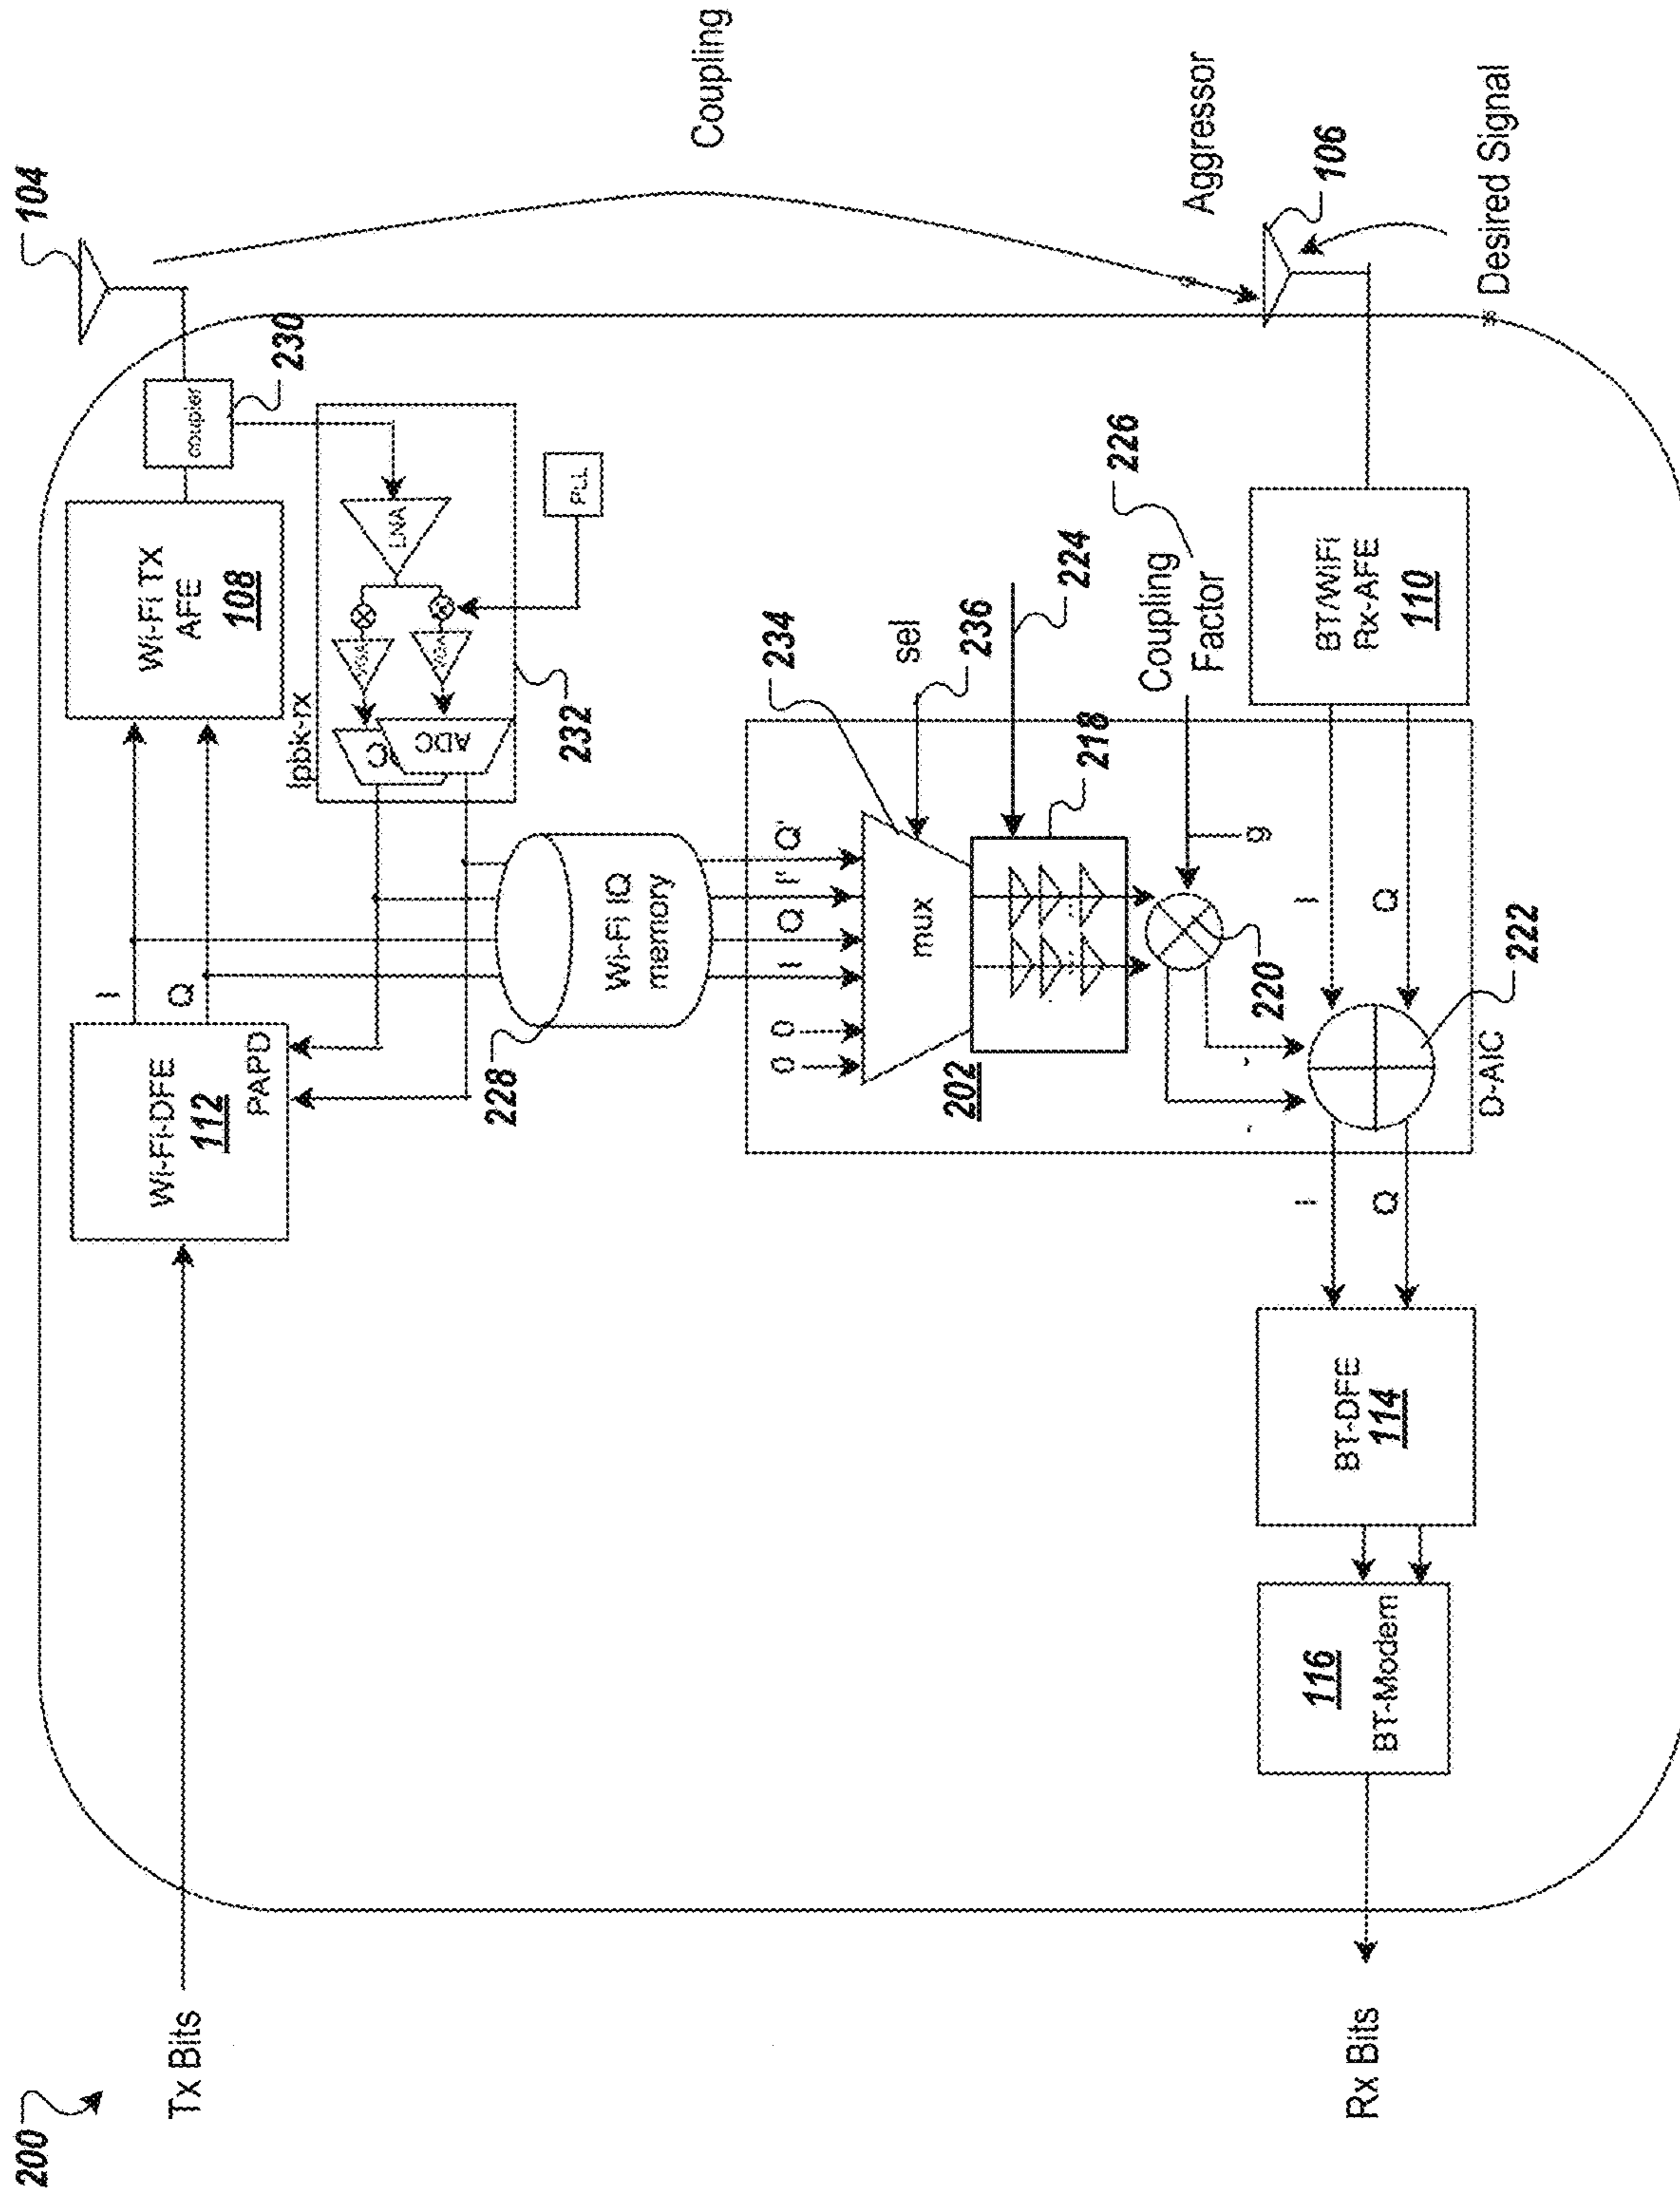 200
Tx Bits
Wi-Fi-DFE
112
PAPD
I
Q
Wi-Fi TX
AFE
108
coupler
230
104
Coupling
lpbk-rx
LNA
PLL
ADC
232
Wi-Fi IQ
memory
228
0
0
I
Q
I'
Q'
mux
234
sel
236
224
202
218
Coupling
Factor
226
g
220
Aggressor
106
Desired Signal
BT/WiFi
Rx-AFE
110
I
Q
222
D-AIC
I
Q
BT-DFE
114
116
BT-Modem
Rx Bits